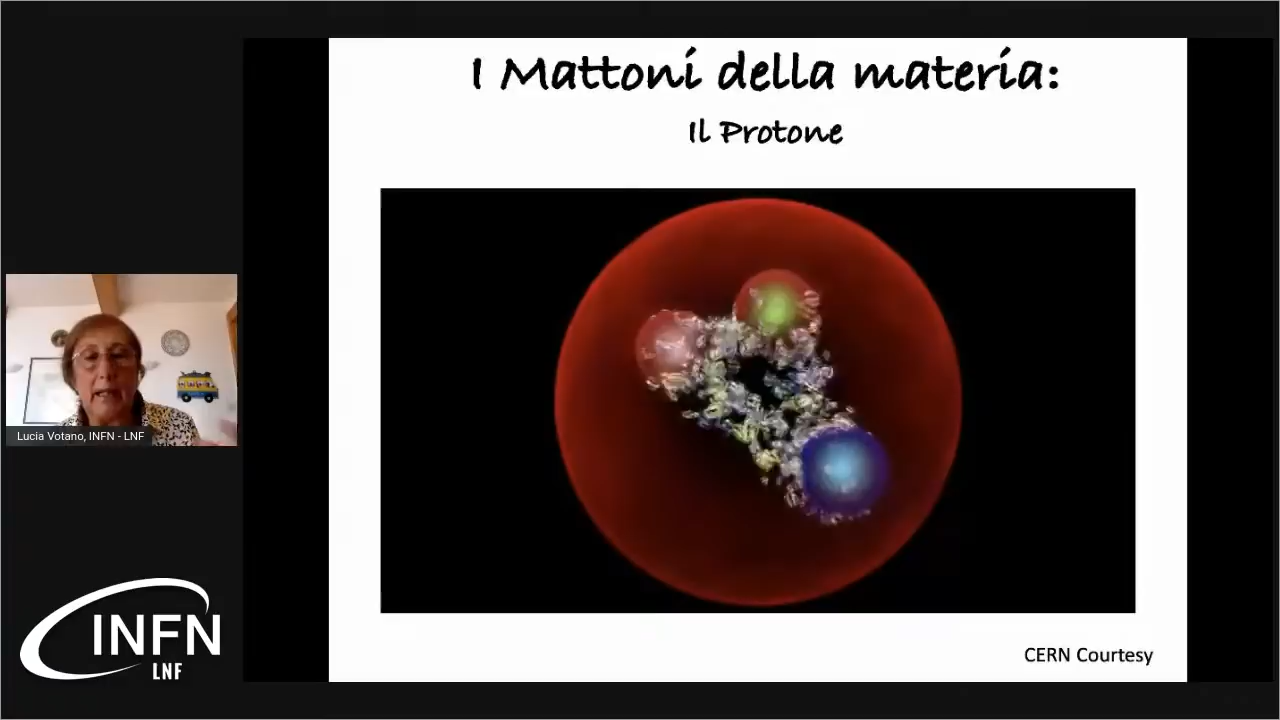 I Mattoni della materia:
Il Protone
Lucia Votano, INFN - LNF
INFN
LNF
CERN Courtesy